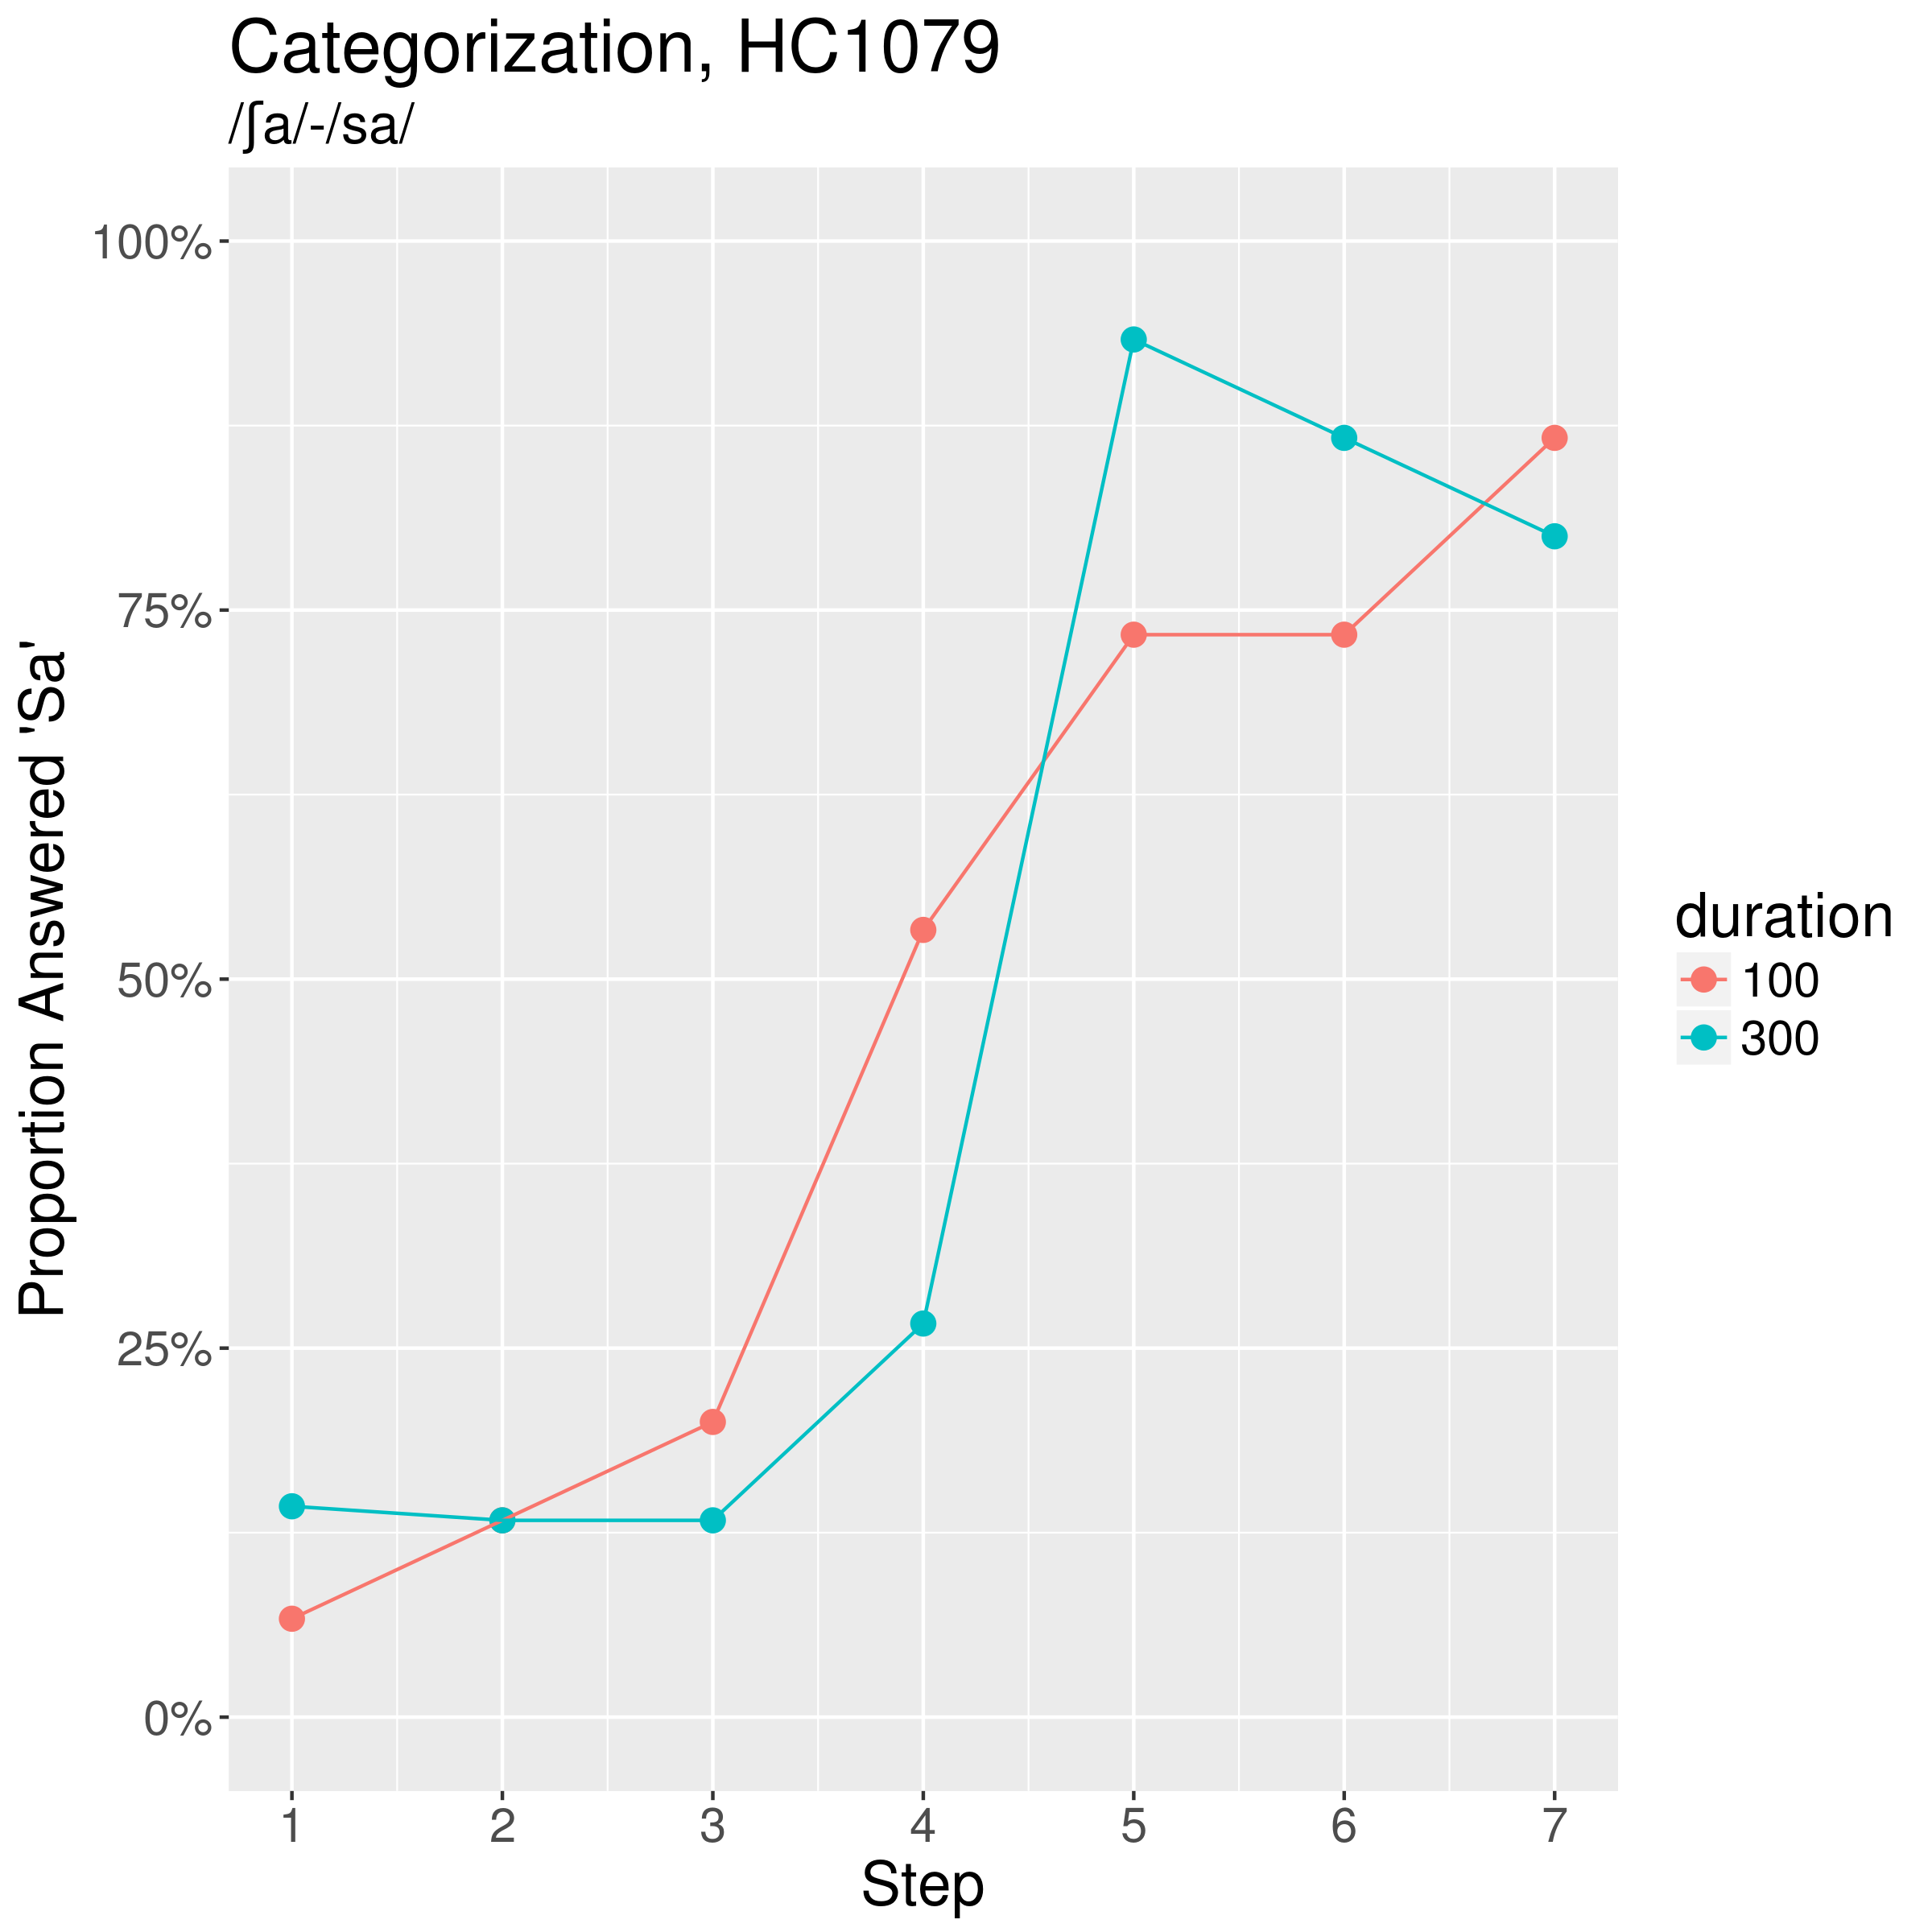 Categorization, HC1079
/ʃa/-/sa/
100%
75%
50%
25%
0%
Proportion Answered 'Sa'
1 2 3 4 5 6 7
Step
duration
100
300